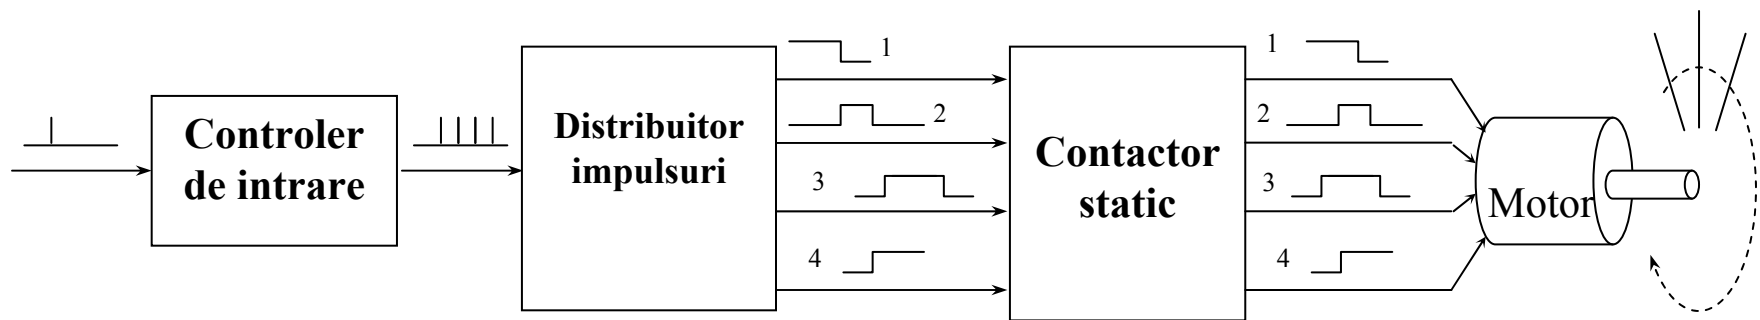 Controler
de intrare
Distribuitor
impulsuri
1
2
3
4
Contactor
static
1
2
3
4
Motor